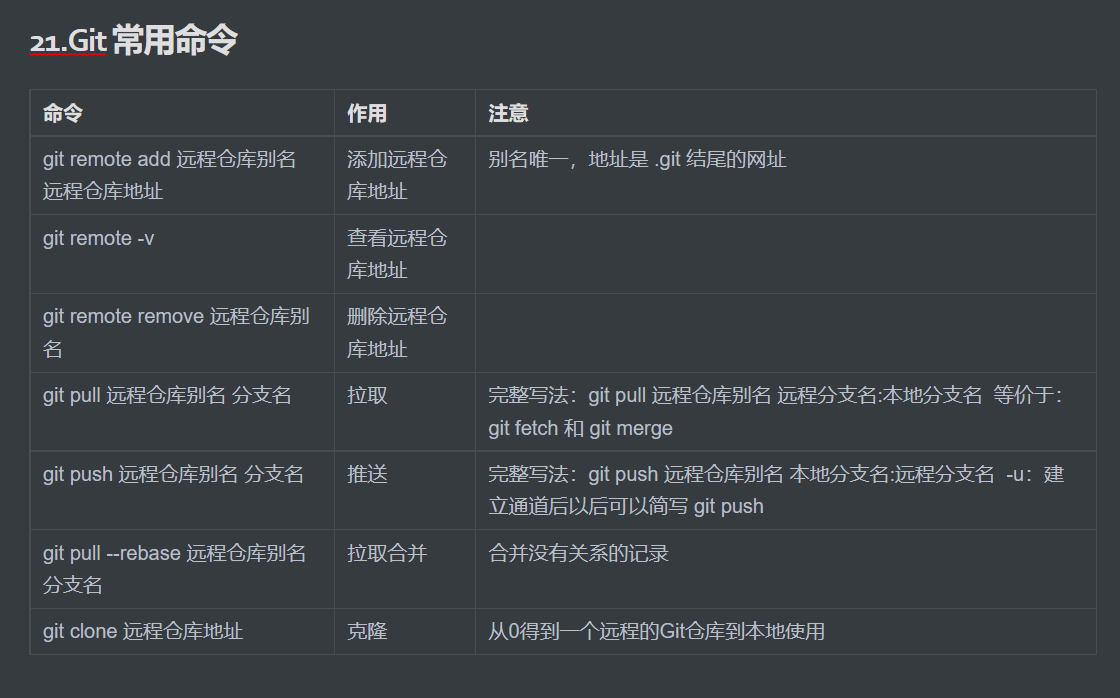 21.Git 常用命令
命令
作用
注意
git remote add 远程仓库别名
远程仓库地址
添加远程仓
库地址
别名唯一，地址是 .git 结尾的网址
git remote -v
查看远程仓
库地址
git remote remove 远程仓库别
名
删除远程仓
库地址
git pull 远程仓库别名 分支名
拉取
完整写法：git pull 远程仓库别名 远程分支名:本地分支名 等价于：
git fetch 和 git merge
git push 远程仓库别名 分支名
推送
完整写法：git push 远程仓库别名 本地分支名:远程分支名 -u：建
立通道后以后可以简写 git push
git pull --rebase 远程仓库别名
分支名
拉取合并
合并没有关系的记录
git clone 远程仓库地址
克隆
从0得到一个远程的Git仓库到本地使用